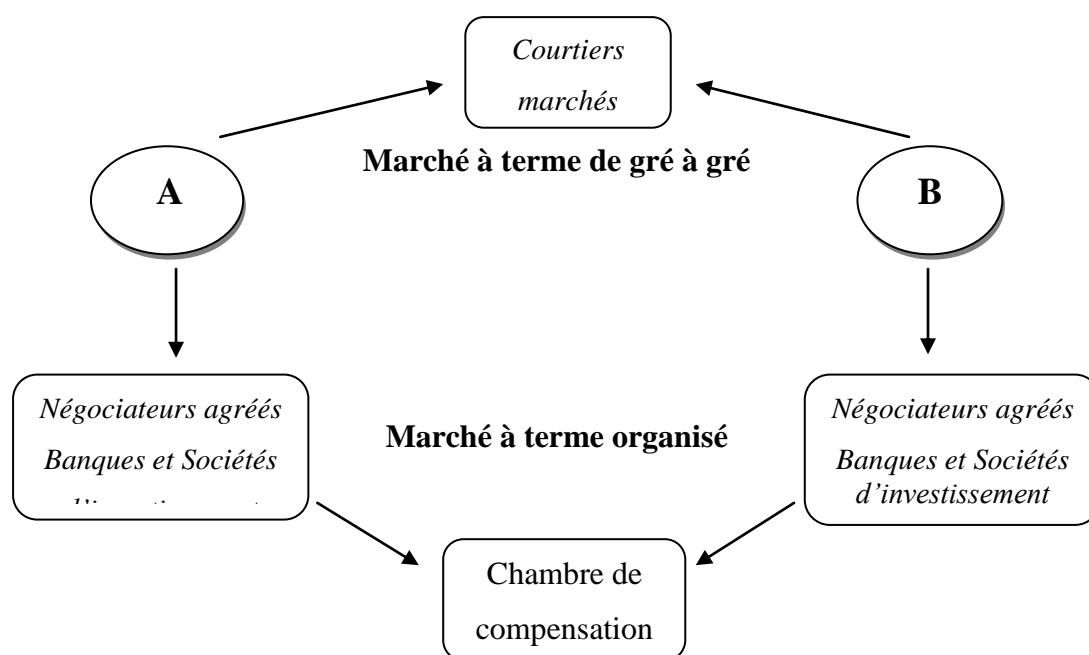 Courtiers
marchés
Marché à terme de gré à gré
A
B
Négociateurs agréés
Banques et Sociétés
Marché à terme organisé
Négociateurs agréés
Banques et Sociétés
d’investissement
Chambre de
compensation